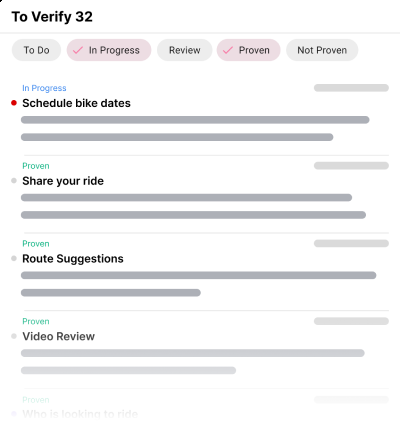 To Verify 32
To Do In Progress Review Proven Not Proven
In Progress
Schedule bike dates
Proven
Share your ride
Proven
Route Suggestions
Proven
Video Review
Proven
Who is looking to ride